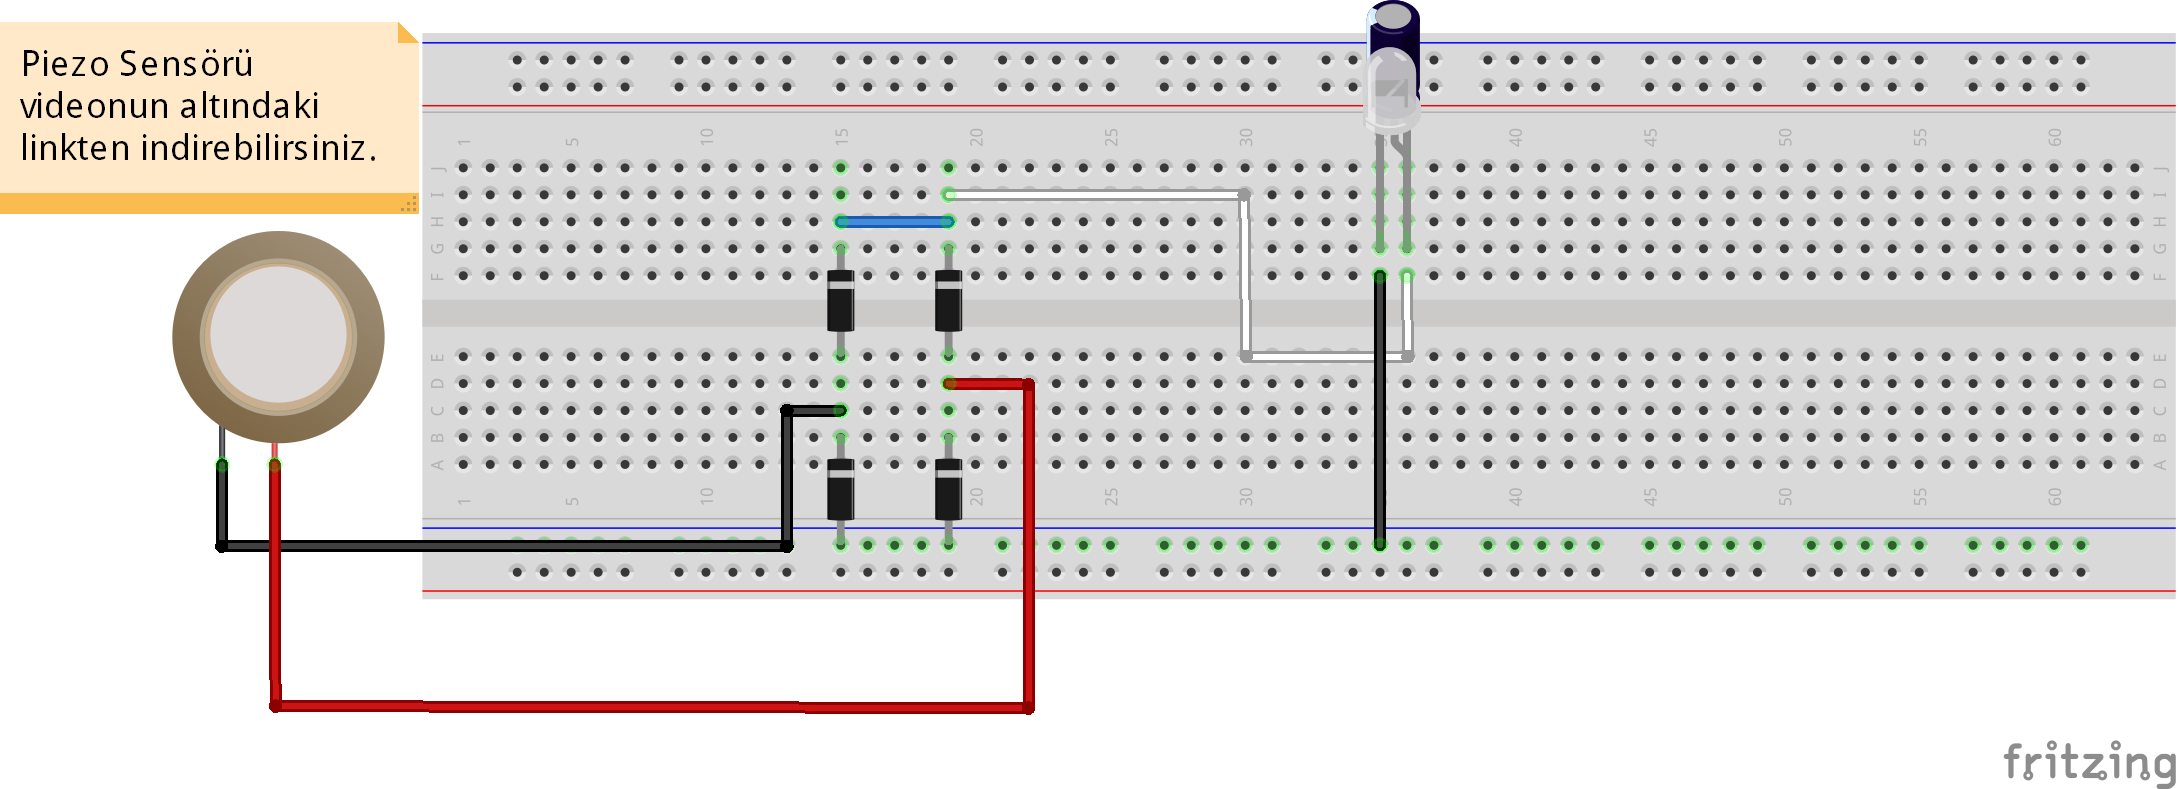 Piezo Sensörü
videonun altındaki
linkten indirebilirsiniz.
1 5 10 15 20 25 30 40 45 50 55 60
J J
I I
H H
G G
F F
E E
D D
C C
B B
A A
1 5 10 20 25 30 40 45 50 55 60
fritzing